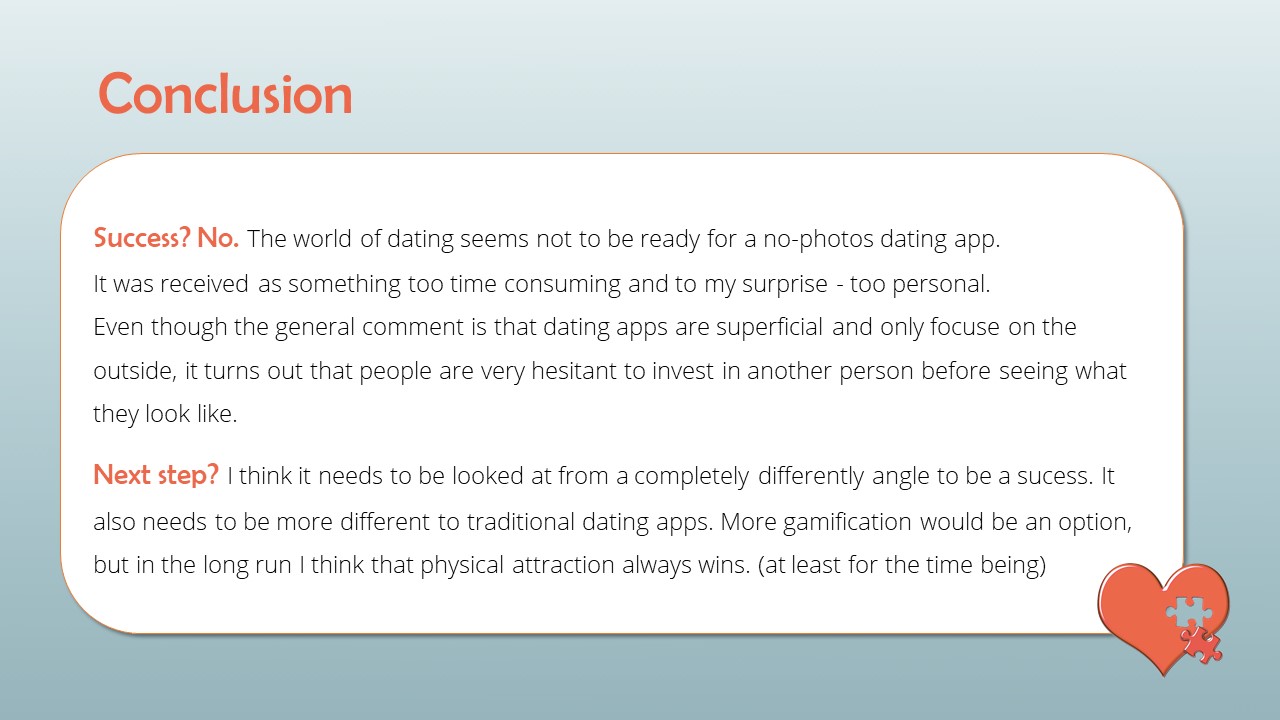 Conclusion
Success? No. The world of dating seems not to be ready for a no-photos dating app.
It was received as something too time consuming and to my surprise - too personal.
Even though the general comment is that dating apps are superficial and only focuse on the
outside, it turns out that people are very hesitant to invest in another person before seeing what
they look like.
Next step? I think it needs to be looked at from a completely differently angle to be a sucess. It
also needs to be more different to traditional dating apps. More gamification would be an option,
but in the long run I think that physical attraction always wins. (at least for the time being)